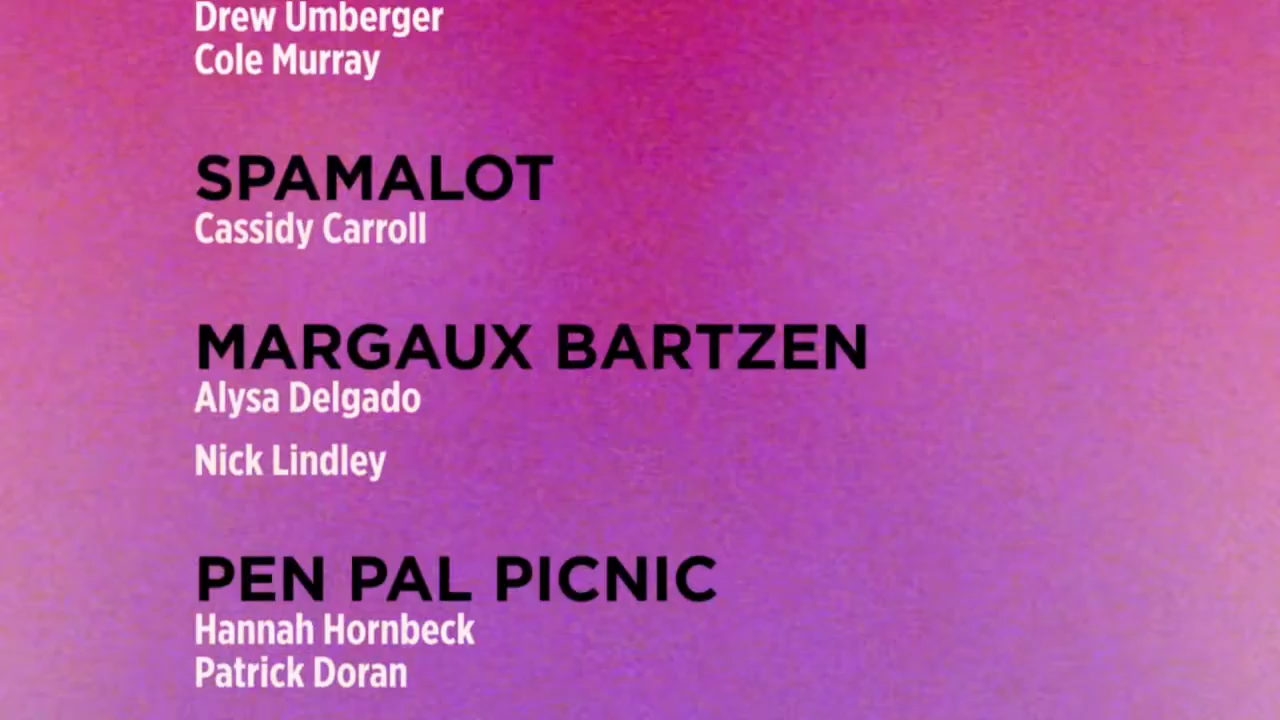 Drew Umberger
Cole Murray
SPAMALOT
Cassidy Carroll
MARGAUX BARTZEN
Alysa Delgado
Nick Lindley
PEN PAL PICNIC
Hannah Hornbeck
Patrick Doran